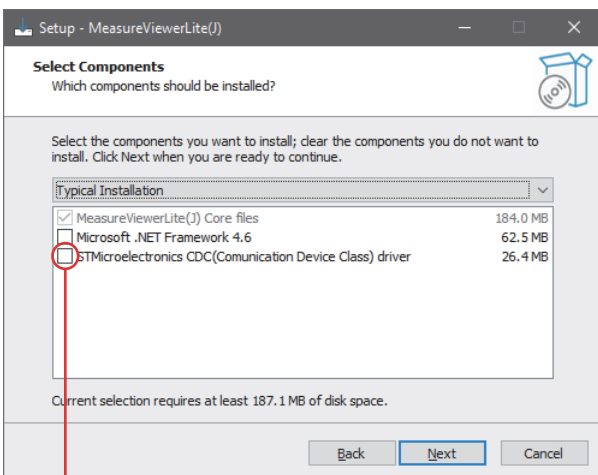 Setup - MeasureViewerLite(J)
Select Components
Which components should be installed?
Select the components you want to install; clear the components you do not want to
install. Click Next when you are ready to continue.
Typical Installation
MeasureViewerLite(J) Core files 184.0 MB
Microsoft .NET Framework 4.6 62.5 MB
STMicroelectronics CDC(Comunication Device Class) driver 26.4 MB
Current selection requires at least 187.1 MB of disk space.
Back Next Cancel